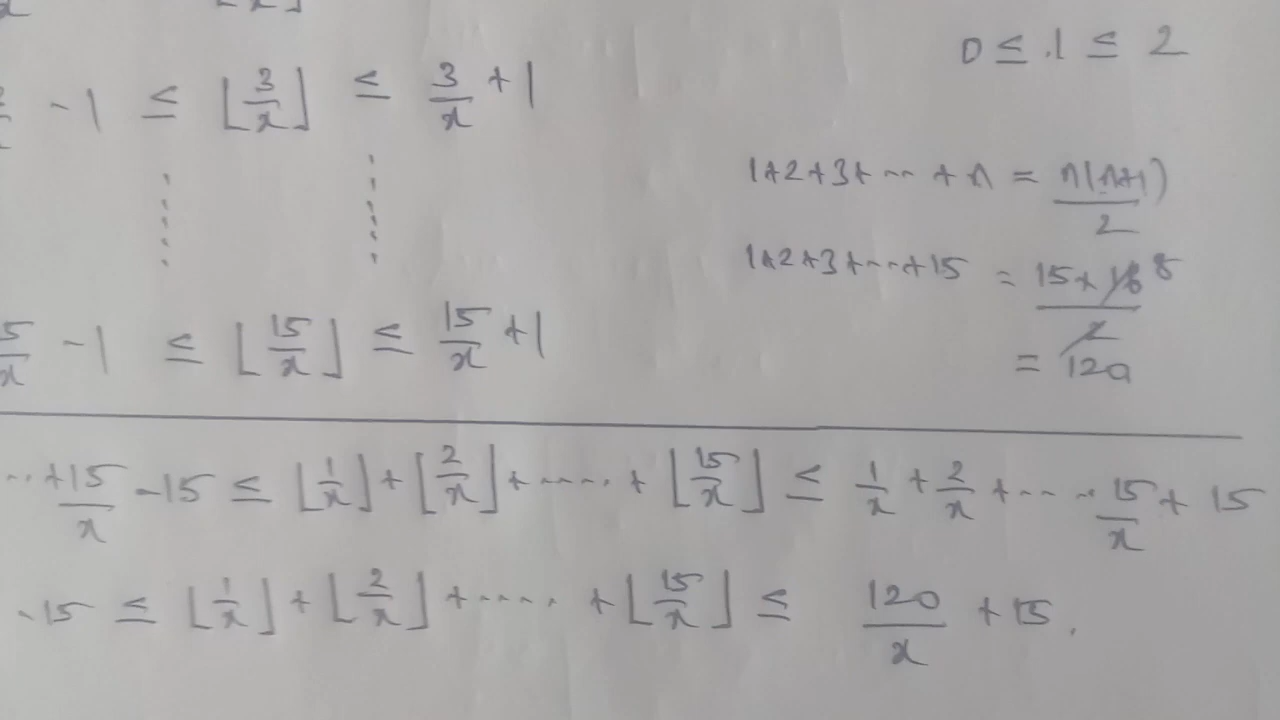 -1 ≤ ⌊3/x⌋ ≤ 3/x + 1
0 ≤ .1 ≤ 2
1+2+3+--- + n = n(n+1)/2
1+2+3+---+15 = 15×16 8/2
= 120
-1 ≤ ⌊15/x⌋ ≤ 15/x + 1
..+15/x -15 ≤ ⌊1/x⌋ + ⌊2/x⌋ + ..... + ⌊15/x⌋ ≤ 1/x + 2/x + ---- 15/x + 15
-15 ≤ ⌊1/x⌋ + ⌊2/x⌋ + ..... + ⌊15/x⌋ ≤ 120/x + 15.